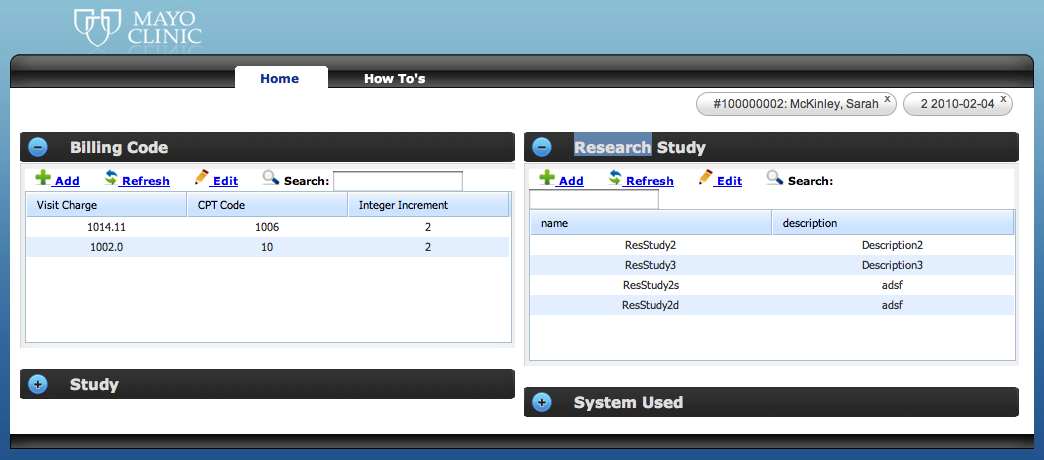 MAYO
CLINIC
Home How To's
#100000002: McKinley, Sarah x 2 2010-02-04 x
Billing Code
Add Refresh Edit Search:
Visit Charge CPT Code Integer Increment
1014.11 1006 2
1002.0 10 2
Study
Research Study
Add Refresh Edit Search:
name description
ResStudy2 Description2
ResStudy3 Description3
ResStudy2s adsf
ResStudy2d adsf
System Used